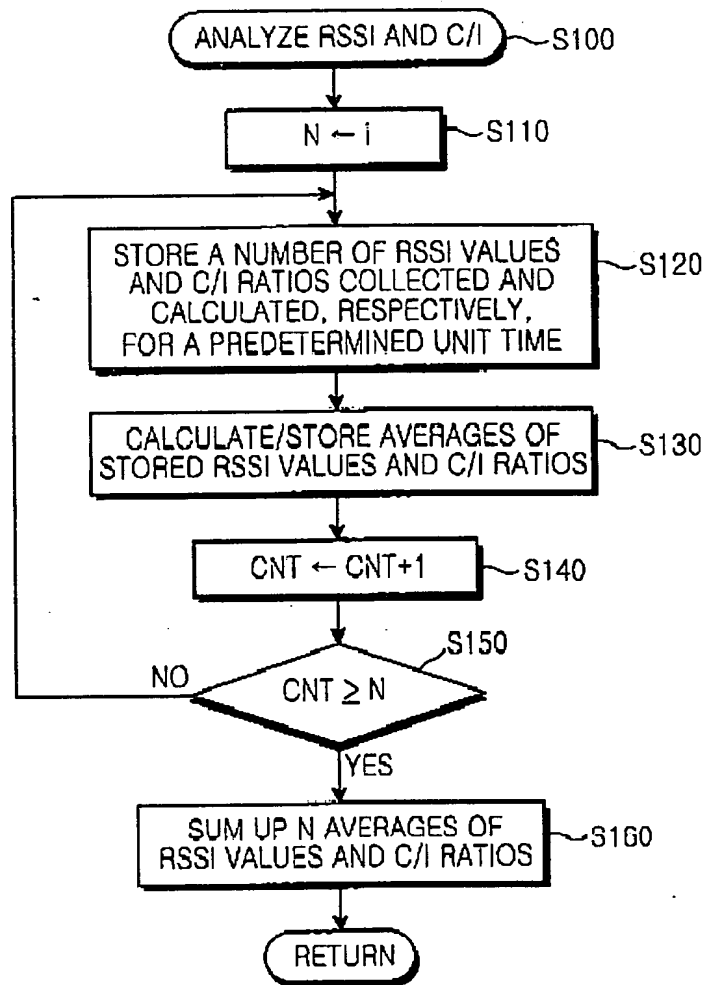 ANALYZE RSSI AND C/I
S100
N ← i
S110
STORE A NUMBER OF RSSI VALUES
AND C/I RATIOS COLLECTED AND
CALCULATED, RESPECTIVELY,
FOR A PREDETERMINED UNIT TIME
S120
CALCULATE/STORE AVERAGES OF
STORED RSSI VALUES AND C/I RATIOS
S130
CNT ← CNT+1
S140
S150
NO
CNT ≥ N
YES
SUM UP N AVERAGES OF
RSSI VALUES AND C/I RATIOS
S160
RETURN